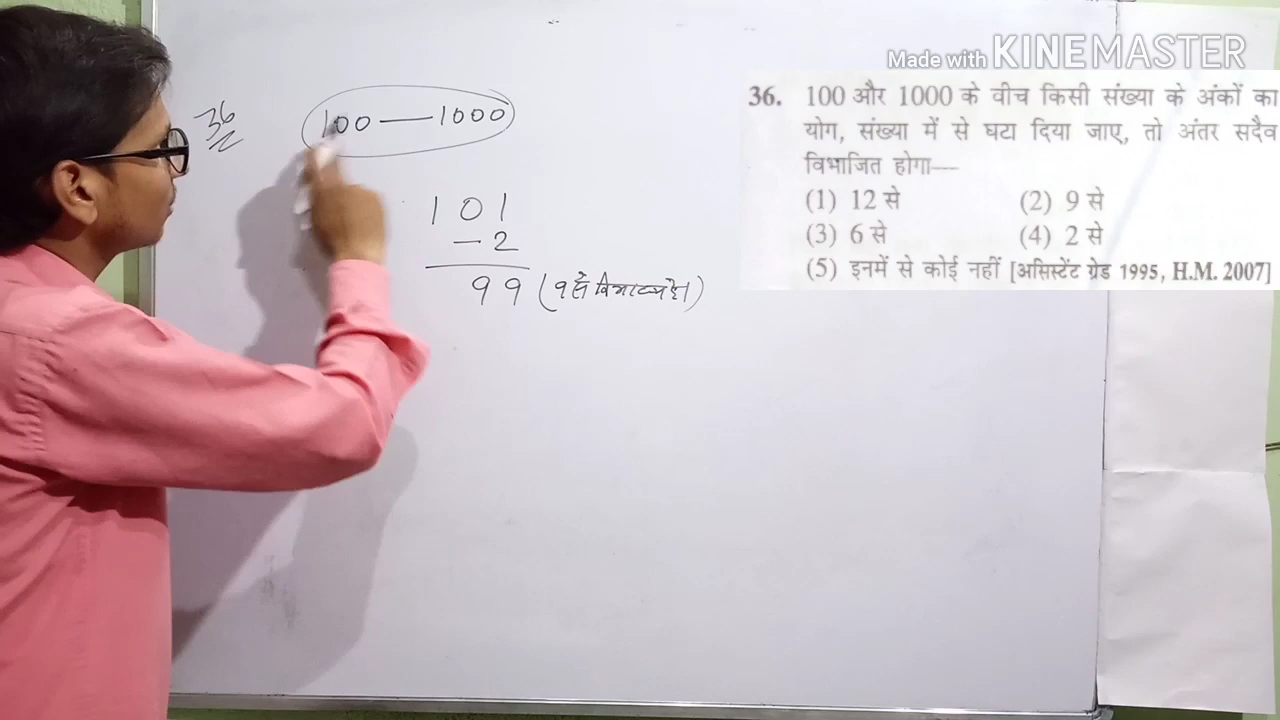 Made with KINEMASTER
36
100 — 1000
101
- 2
99 (9 से विभाज्य है।)
36. 100 और 1000 के बीच किसी संख्या के अंकों का
योग, संख्या में से घटा दिया जाए, तो अंतर सदैव
विभाजित होगा—
(1) 12 से (2) 9 से
(3) 6 से (4) 2 से
(5) इनमें से कोई नहीं [असिस्टेंट ग्रेड 1995, H.M. 2007]